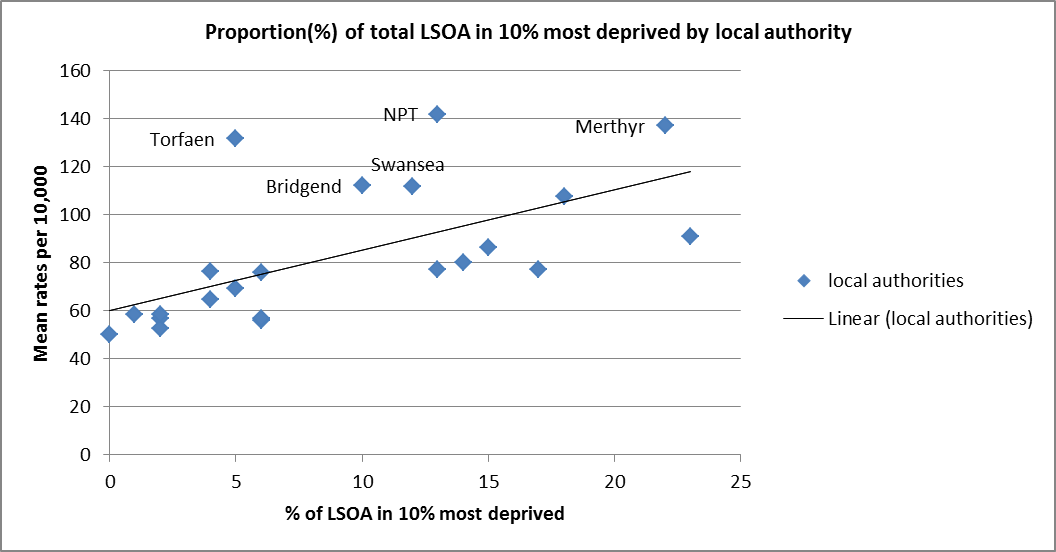 Proportion(%) of total LSOA in 10% most deprived by local authority
160
140
120
100
80
60
40
20
0
Mean rates per 10,000
NPT
Merthyr
Torfaen
Swansea
Bridgend
local authorities
Linear (local authorities)
0 5 10 15 20 25
% of LSOA in 10% most deprived